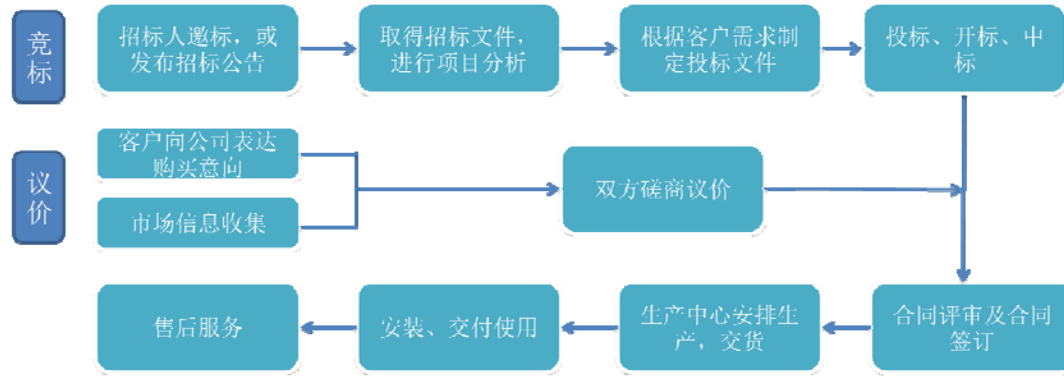 竞
标
招标人邀标，或
发布招标公告
取得招标文件，
进行项目分析
根据客户需求制
定投标文件
投标、开标、中
标
议
价
客户向公司表达
购买意向
市场信息收集
双方磋商议价
售后服务
安装、交付使用
生产中心安排生
产，交货
合同评审及合同
签订